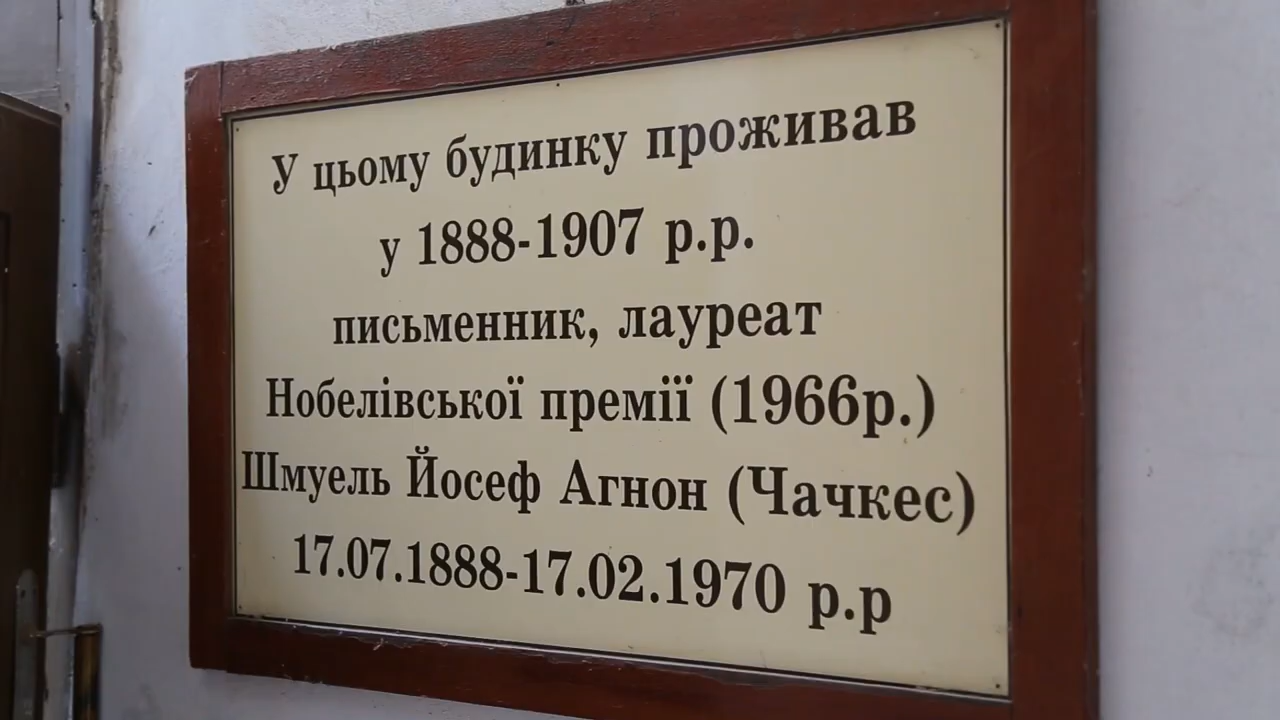 У цьому будинку проживав
у 1888-1907 р.р.
письменник, лауреат
Нобелівської премії (1966р.)
Шмуель Йосеф Агнон (Чачкес)
17.07.1888-17.02.1970 р.р